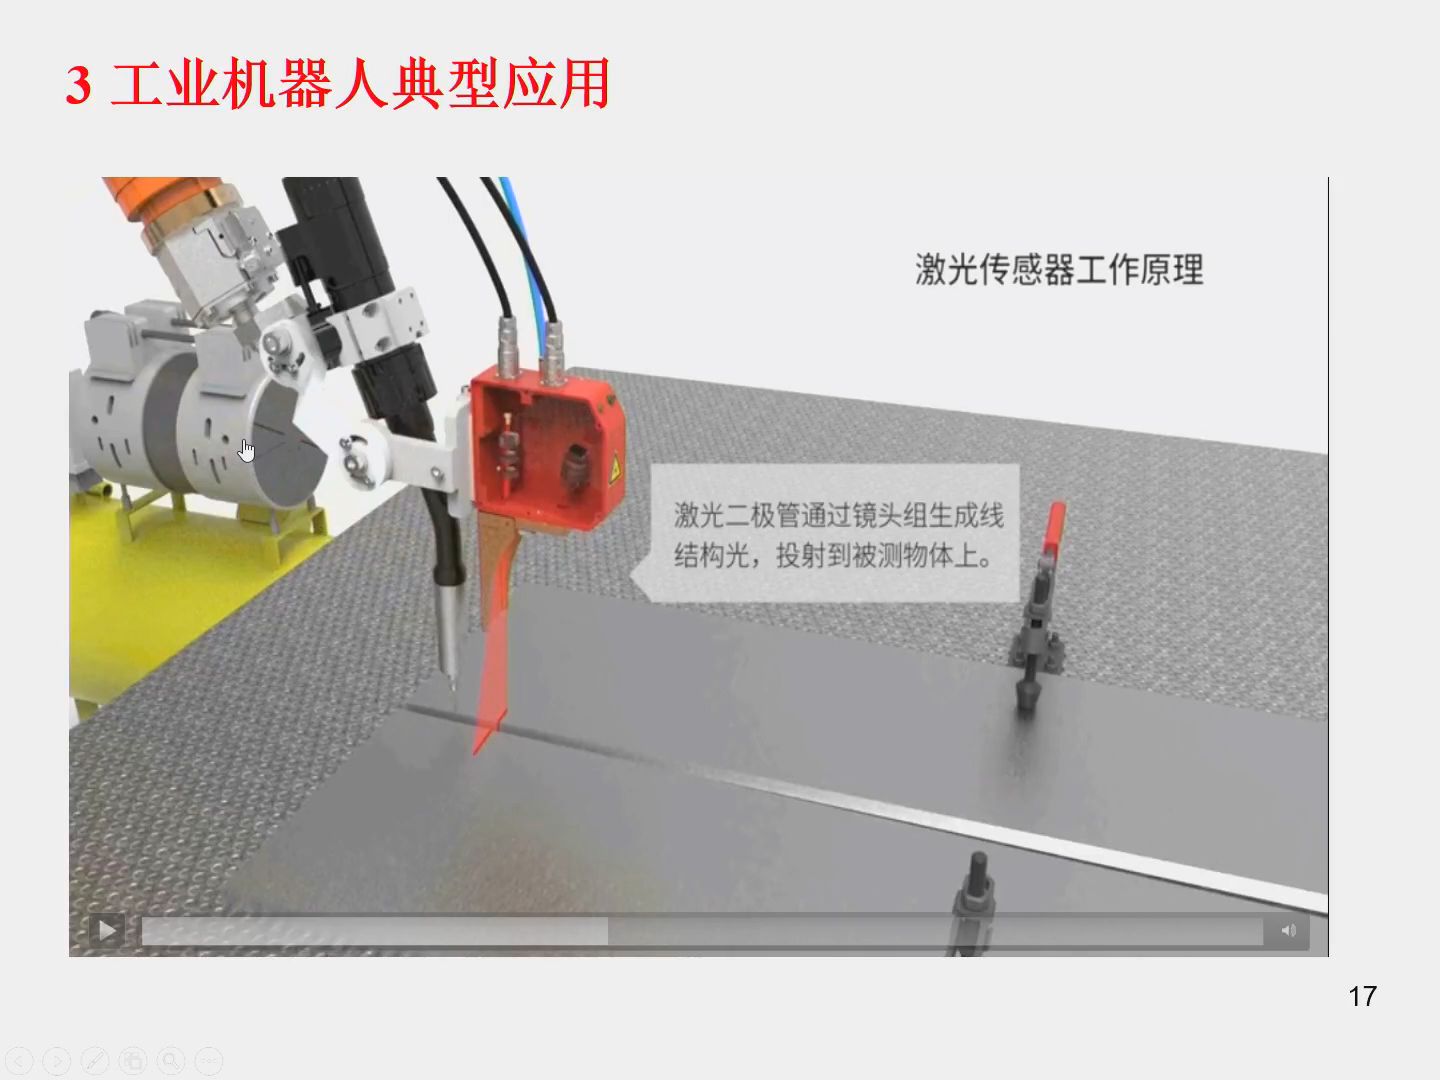 3 工业机器人典型应用
激光传感器工作原理
激光二极管通过镜头组生成线
结构光，投射到被测物体上。
17